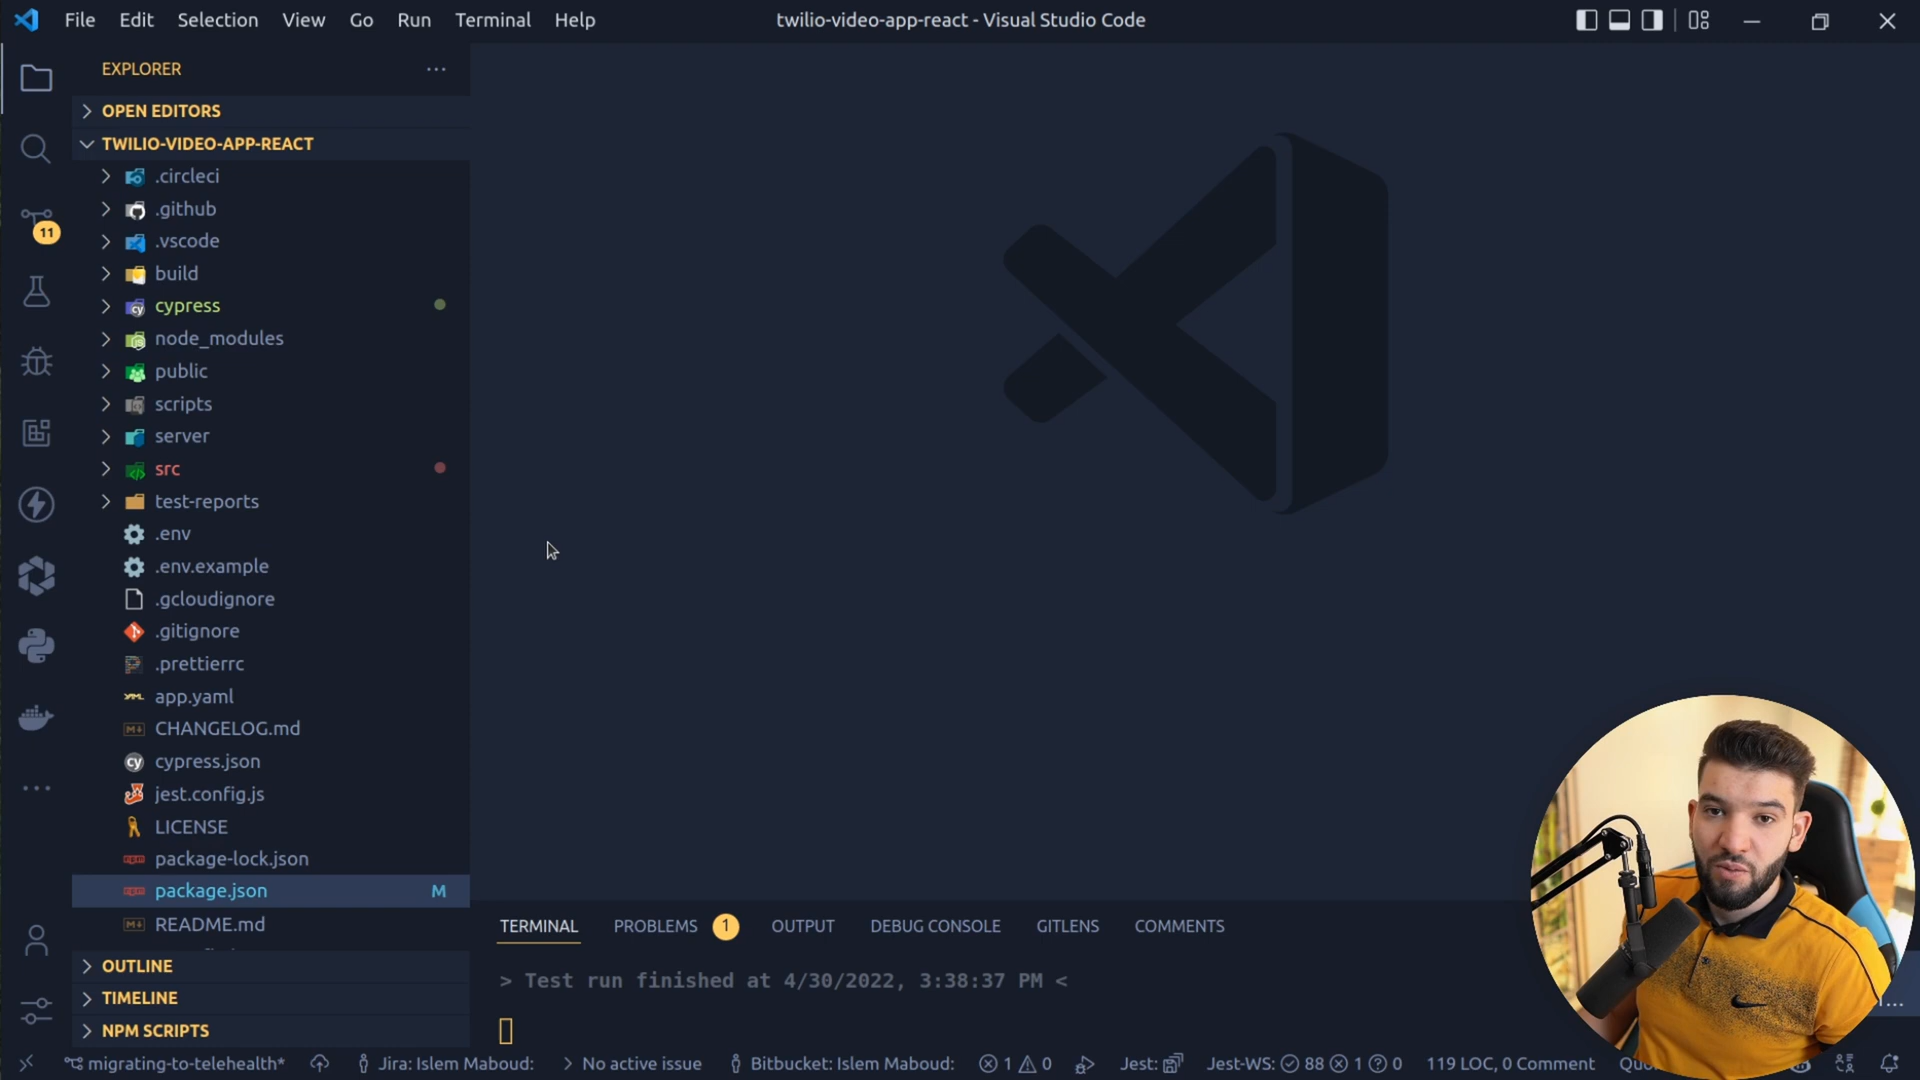 File Edit Selection View Go Run Terminal Help
twilio-video-app-react - Visual Studio Code
EXPLORER
OPEN EDITORS
TWILIO-VIDEO-APP-REACT
.circleci
.github
.vscode
build
cypress
node_modules
public
scripts
server
src
test-reports
.env
.env.example
.gcloudignore
.gitignore
.prettierrc
app.yaml
CHANGELOG.md
cypress.json
jest.config.js
LICENSE
package-lock.json
package.json M
README.md
OUTLINE
TIMELINE
NPM SCRIPTS
11
TERMINAL PROBLEMS 1 OUTPUT DEBUG CONSOLE GITLENS COMMENTS
> Test run finished at 4/30/2022, 3:38:37 PM <
migrating-to-telehealth* Jira: Islem Maboud: No active issue Bitbucket: Islem Maboud: 1 0 Jest: Jest-WS: 88 1 0 119 LOC, 0 Comment